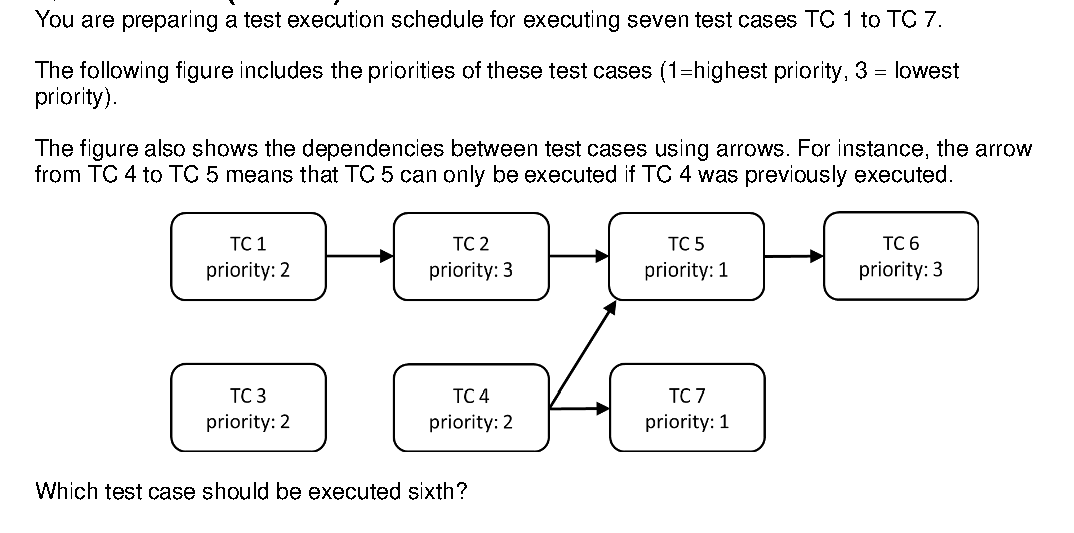 You are preparing a test execution schedule for executing seven test cases TC 1 to TC 7.
The following figure includes the priorities of these test cases (1=highest priority, 3 = lowest
priority).
The figure also shows the dependencies between test cases using arrows. For instance, the arrow
from TC 4 to TC 5 means that TC 5 can only be executed if TC 4 was previously executed.
TC 1
priority: 2
TC 2
priority: 3
TC 5
priority: 1
TC 6
priority: 3
TC 3
priority: 2
TC 4
priority: 2
TC 7
priority: 1
Which test case should be executed sixth?